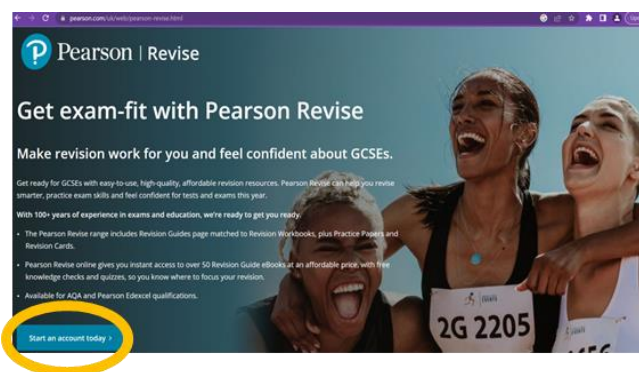 pearson.com/uk/web/pearson-revise.html
Pearson | Revise
Get exam-fit with Pearson Revise
Make revision work for you and feel confident about GCSEs.
Get ready for GCSEs with easy-to-use, high-quality, affordable revision resources. Pearson Revise can help you revise
smarter, practice exam skills and feel confident for tests and exams this year.
With 100+ years of experience in exams and education, we're ready to get you ready.
• The Pearson Revise range includes Revision Guides page matched to Revision Workbooks, plus Practice Papers and
Revision Cards.
• Pearson Revise online gives you instant access to over 50 Revision Guide eBooks at an affordable price, with free
knowledge checks and quizzes, so you know where to focus your revision.
• Available for AQA and Pearson Edexcel qualifications.
Start an account today >
2G 2205